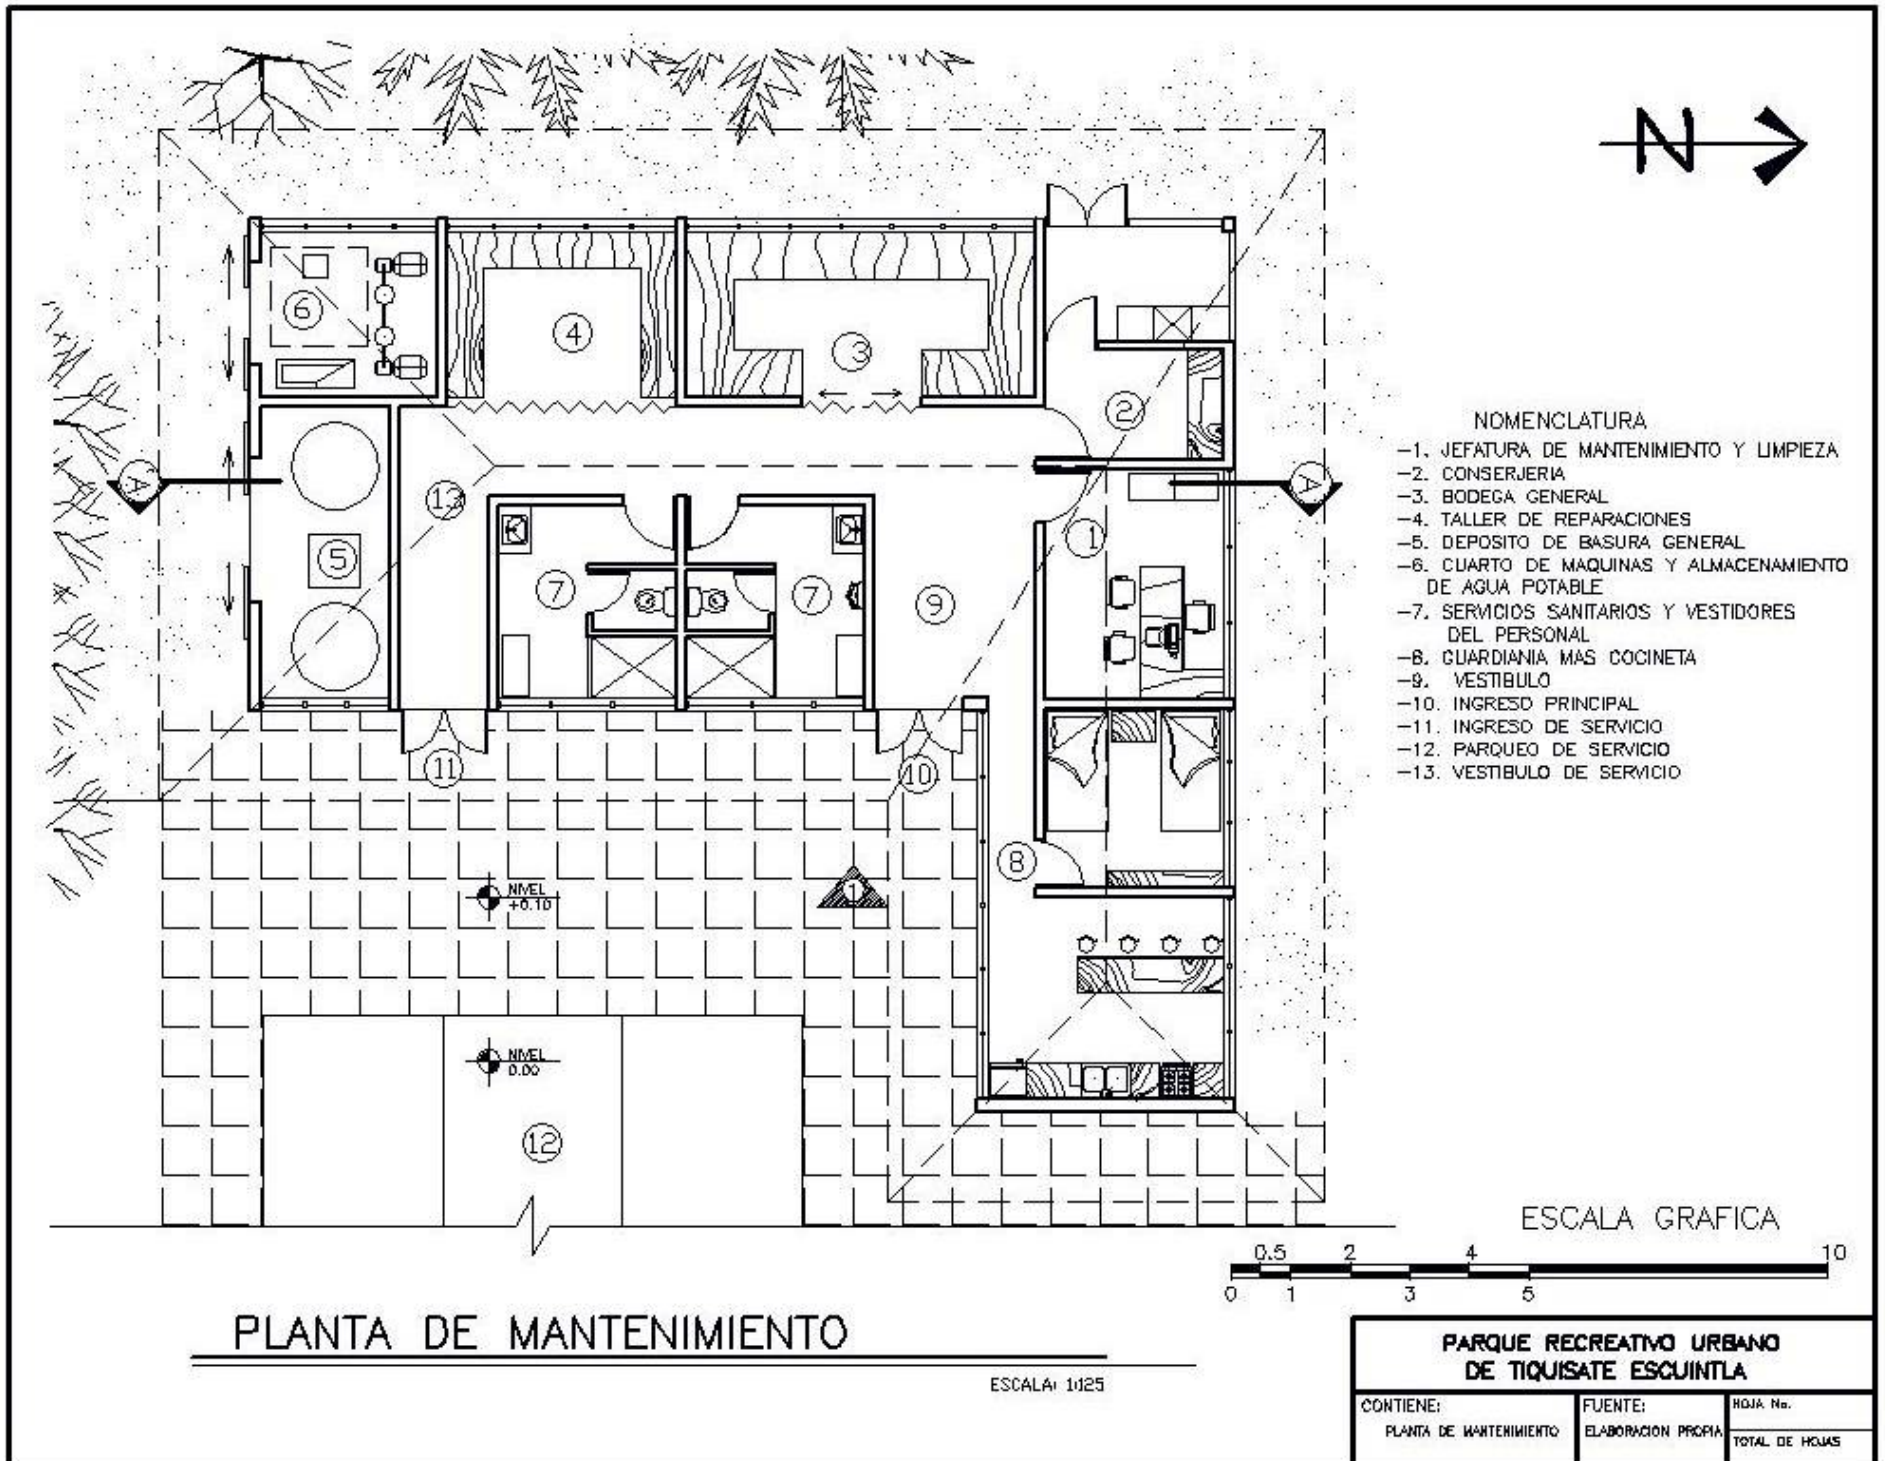 N
6
4
3
2
A
13
A
1
5
7
7
9
11
10
8
NIVEL
+0.10
1
NIVEL
0.00
12
NOMENCLATURA
-1. JEFATURA DE MANTENIMIENTO Y LIMPIEZA
-2. CONSERJERIA
-3. BODEGA GENERAL
-4. TALLER DE REPARACIONES
-5. DEPOSITO DE BASURA GENERAL
-6. CUARTO DE MAQUINAS Y ALMACENAMIENTO
DE AGUA POTABLE
-7. SERVICIOS SANITARIOS Y VESTIDORES
DEL PERSONAL
-8. GUARDIANIA MAS COCINETA
-9. VESTIBULO
-10. INGRESO PRINCIPAL
-11. INGRESO DE SERVICIO
-12. PARQUEO DE SERVICIO
-13. VESTIBULO DE SERVICIO
ESCALA GRAFICA
0.5 2 4 10
0 1 3 5
PLANTA DE MANTENIMIENTO
ESCALA: 1:125
PARQUE RECREATIVO URBANO
DE TIQUISATE ESCUINTLA
CONTIENE:
PLANTA DE MANTENIMIENTO
FUENTE:
ELABORACION PROPIA
HOJA No.
TOTAL DE HOJAS